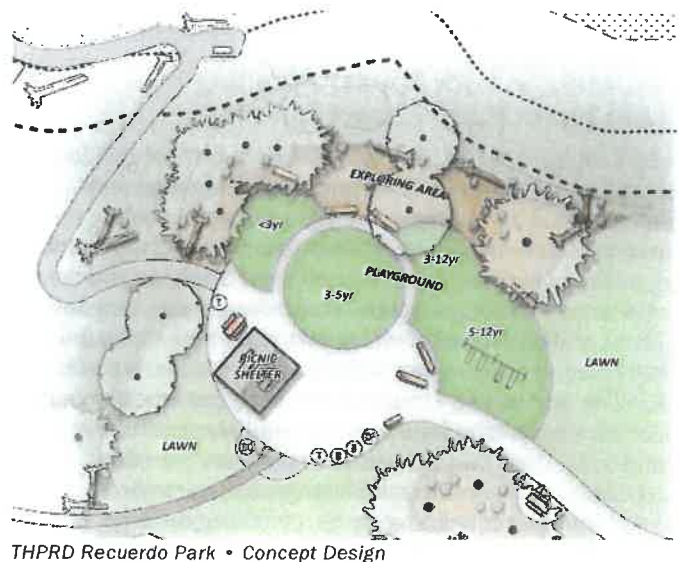 EXPLORING AREA
<3yr
3-12yr
PLAYGROUND
3-5yr
T
5-12yr
PICNIC
SHELTER
LAWN
LAWN
T
THPRD Recuerdo Park • Concept Design